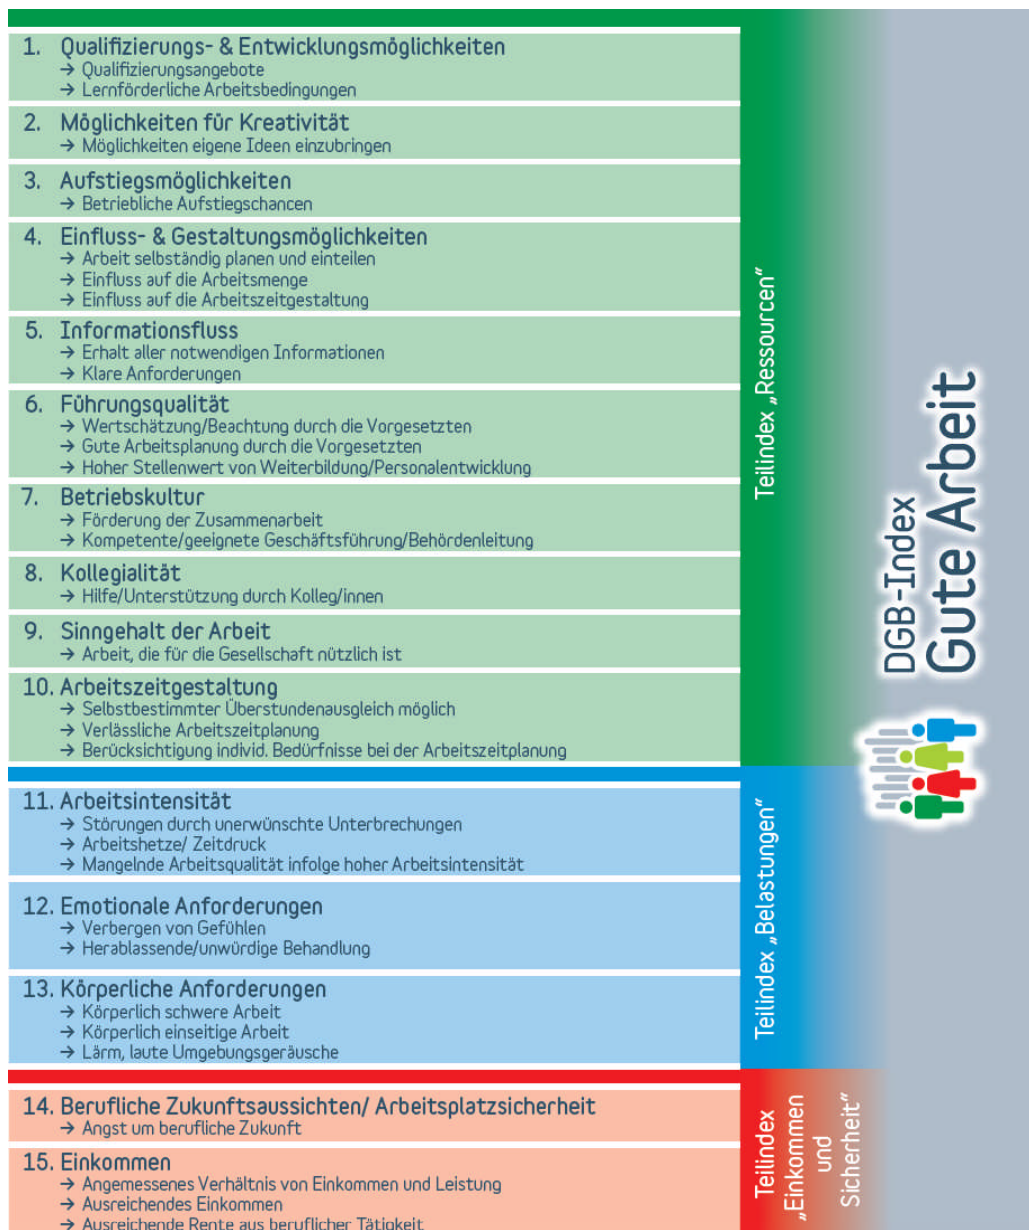 1. Qualifizierungs- & Entwicklungsmöglichkeiten
→ Qualifizierungsangebote
→ Lernförderliche Arbeitsbedingungen
2. Möglichkeiten für Kreativität
→ Möglichkeiten eigene Ideen einzubringen
3. Aufstiegsmöglichkeiten
→ Betriebliche Aufstiegschancen
4. Einfluss- & Gestaltungsmöglichkeiten
→ Arbeit selbständig planen und einteilen
→ Einfluss auf die Arbeitsmenge
→ Einfluss auf die Arbeitszeitgestaltung
5. Informationsfluss
→ Erhalt aller notwendigen Informationen
→ Klare Anforderungen
6. Führungsqualität
→ Wertschätzung/Beachtung durch die Vorgesetzten
→ Gute Arbeitsplanung durch die Vorgesetzten
→ Hoher Stellenwert von Weiterbildung/Personalentwicklung
7. Betriebskultur
→ Förderung der Zusammenarbeit
→ Kompetente/geeignete Geschäftsführung/Behördenleitung
8. Kollegialität
→ Hilfe/Unterstützung durch Kolleg/innen
9. Sinngehalt der Arbeit
→ Arbeit, die für die Gesellschaft nützlich ist
10. Arbeitszeitgestaltung
→ Selbstbestimmter Überstundenausgleich möglich
→ Verlässliche Arbeitszeitplanung
→ Berücksichtigung individ. Bedürfnisse bei der Arbeitszeitplanung
Teilindex „Ressourcen“
11. Arbeitsintensität
→ Störungen durch unerwünschte Unterbrechungen
→ Arbeitshetze/ Zeitdruck
→ Mangelnde Arbeitsqualität infolge hoher Arbeitsintensität
12. Emotionale Anforderungen
→ Verbergen von Gefühlen
→ Herablassende/unwürdige Behandlung
13. Körperliche Anforderungen
→ Körperlich schwere Arbeit
→ Körperlich einseitige Arbeit
→ Lärm, laute Umgebungsgeräusche
Teilindex „Belastungen“
14. Berufliche Zukunftsaussichten/ Arbeitsplatzsicherheit
→ Angst um berufliche Zukunft
15. Einkommen
→ Angemessenes Verhältnis von Einkommen und Leistung
→ Ausreichendes Einkommen
→ Ausreichende Rente aus beruflicher Tätigkeit
Teilindex
„Einkommen
und
Sicherheit“
DGB-Index
Gute Arbeit